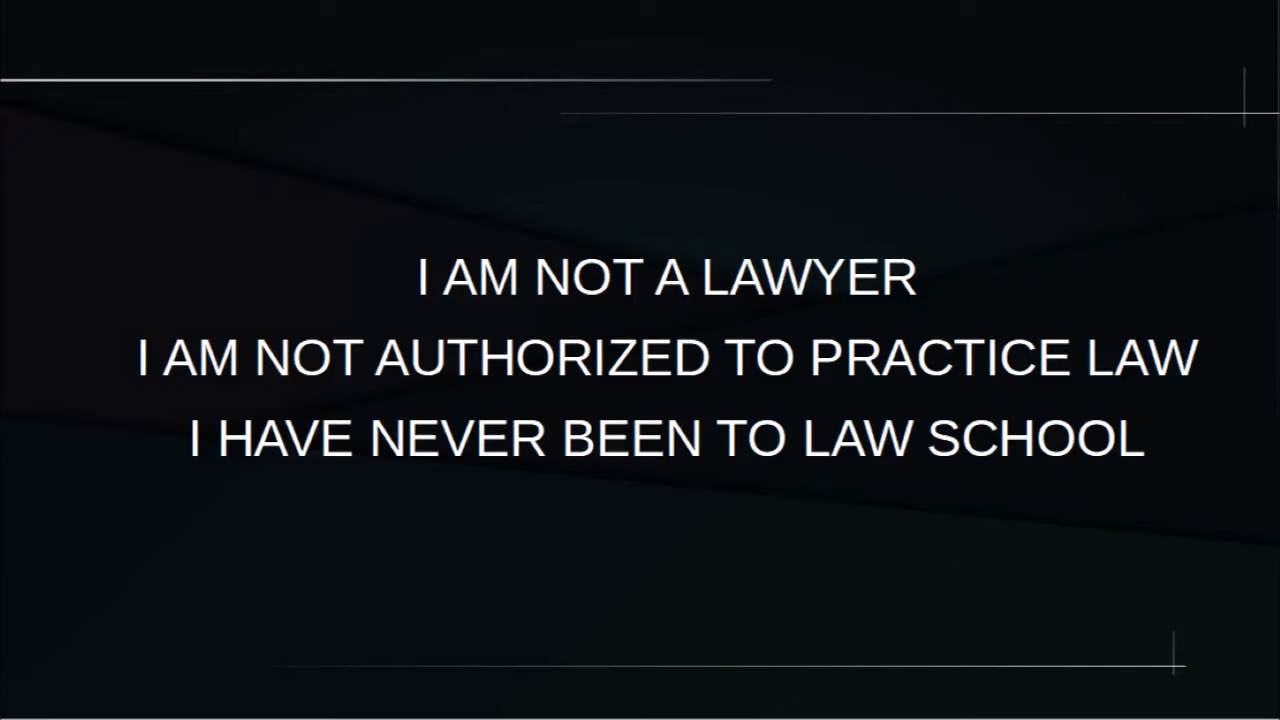 I AM NOT A LAWYER
I AM NOT AUTHORIZED TO PRACTICE LAW
I HAVE NEVER BEEN TO LAW SCHOOL